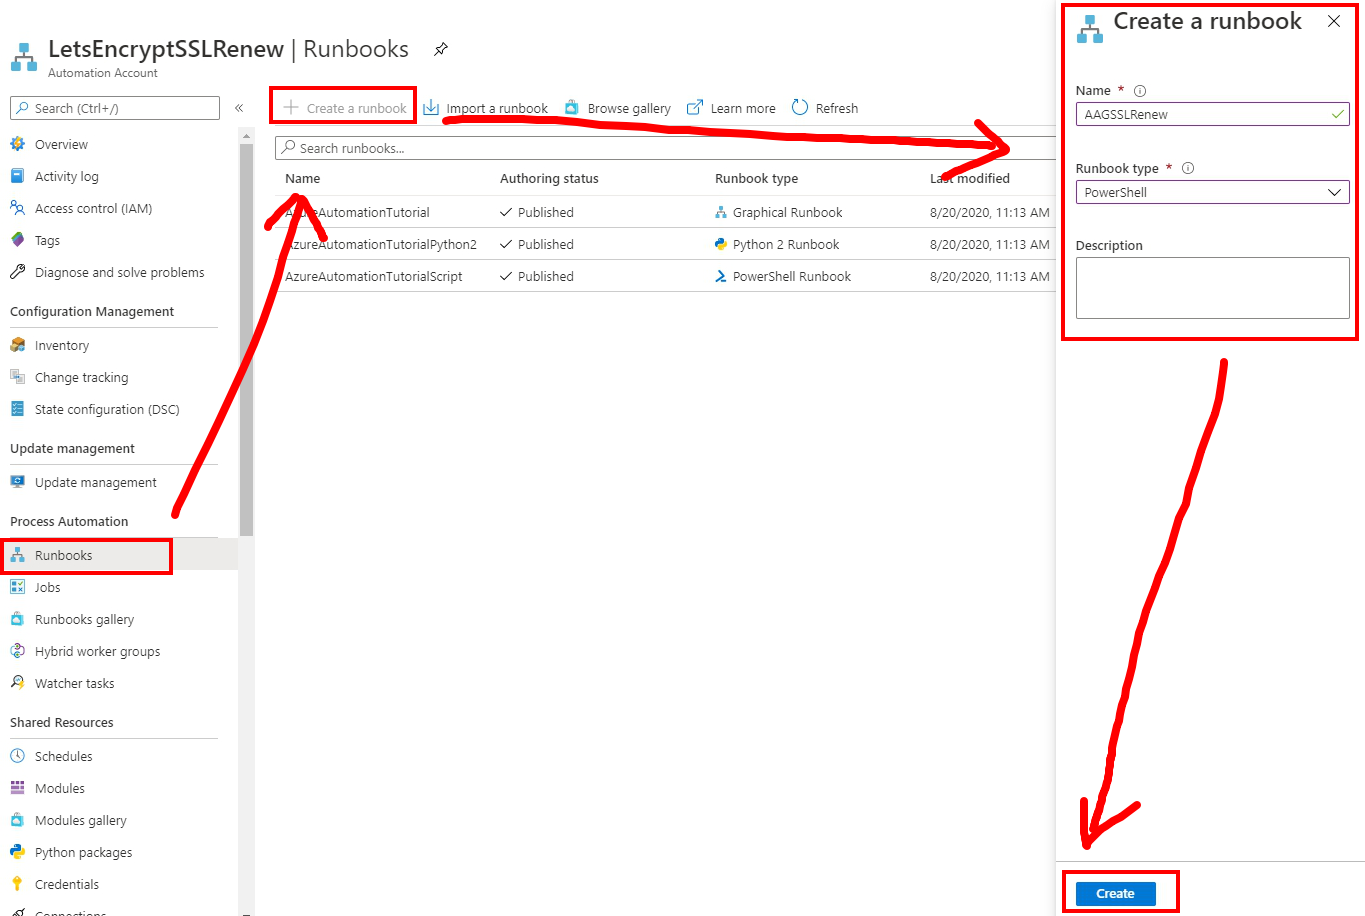 LetsEncryptSSLRenew | Runbooks
Automation Account
Search (Ctrl+/)
«
Overview
Activity log
Access control (IAM)
Tags
Diagnose and solve problems
Configuration Management
Inventory
Change tracking
State configuration (DSC)
Update management
Update management
Process Automation
Runbooks
Jobs
Runbooks gallery
Hybrid worker groups
Watcher tasks
Shared Resources
Schedules
Modules
Modules gallery
Python packages
Credentials
Connections
Create a runbook Import a runbook Browse gallery Learn more Refresh
Search runbooks...
Name Authoring status Runbook type Last modified
AzureAutomationTutorial Published Graphical Runbook 8/20/2020, 11:13 AM
AzureAutomationTutorialPython2 Published Python 2 Runbook 8/20/2020, 11:13 AM
AzureAutomationTutorialScript Published PowerShell Runbook 8/20/2020, 11:13 AM
Create a runbook
Name *
AAGSSLRenew
Runbook type *
PowerShell
Description
Create